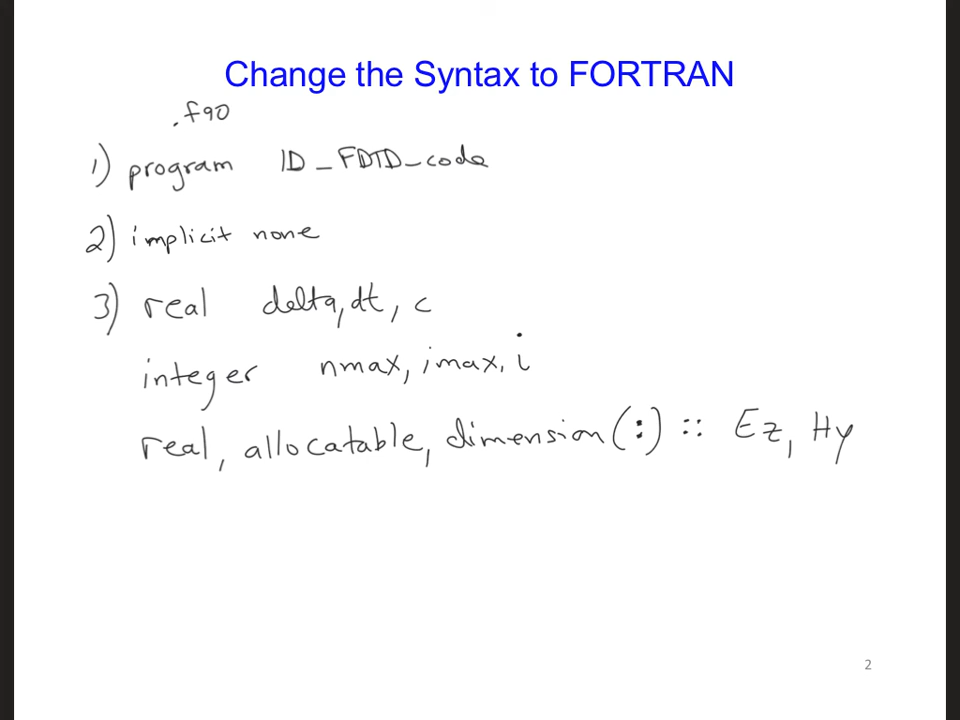 Change the Syntax to FORTRAN
.f90
1) program 1D_FDTD_code
2) implicit none
3) real delta, dt, c
integer nmax, imax, i
real, allocatable, dimension(:) :: Ez, Hy
2